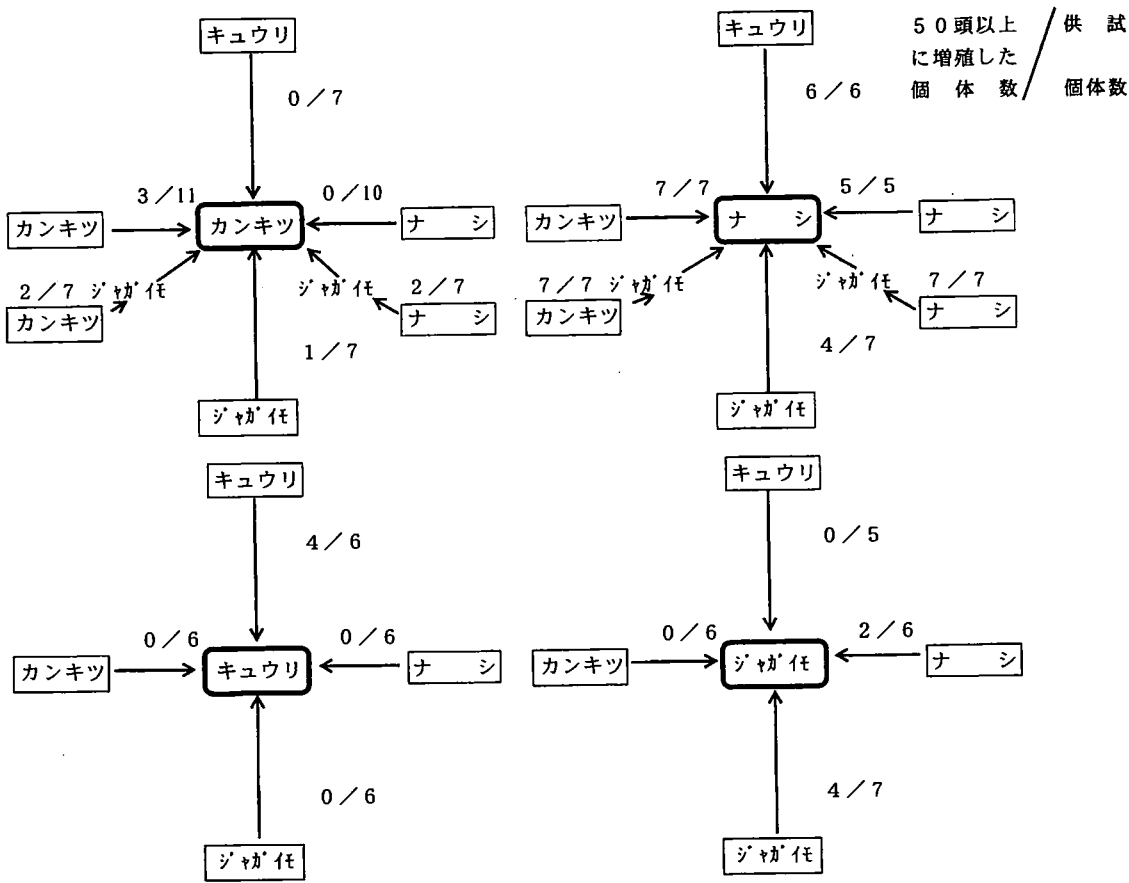 キュウリ
0/7
3/11
0/10
カンキツ
カンキツ
ナ シ
2/7
ジャガイモ
ジャガイモ
2/7
カンキツ
ナ シ
1/7
ジャガイモ
キュウリ
6/6
50頭以上
に増殖した
個体数
/
供試
個体数
7/7
5/5
カンキツ
ナ シ
ナ シ
7/7
ジャガイモ
ジャガイモ
7/7
カンキツ
ナ シ
4/7
ジャガイモ
キュウリ
4/6
0/6
0/6
カンキツ
キュウリ
ナ シ
0/6
ジャガイモ
キュウリ
0/5
0/6
2/6
カンキツ
ジャガイモ
ナ シ
4/7
ジャガイモ